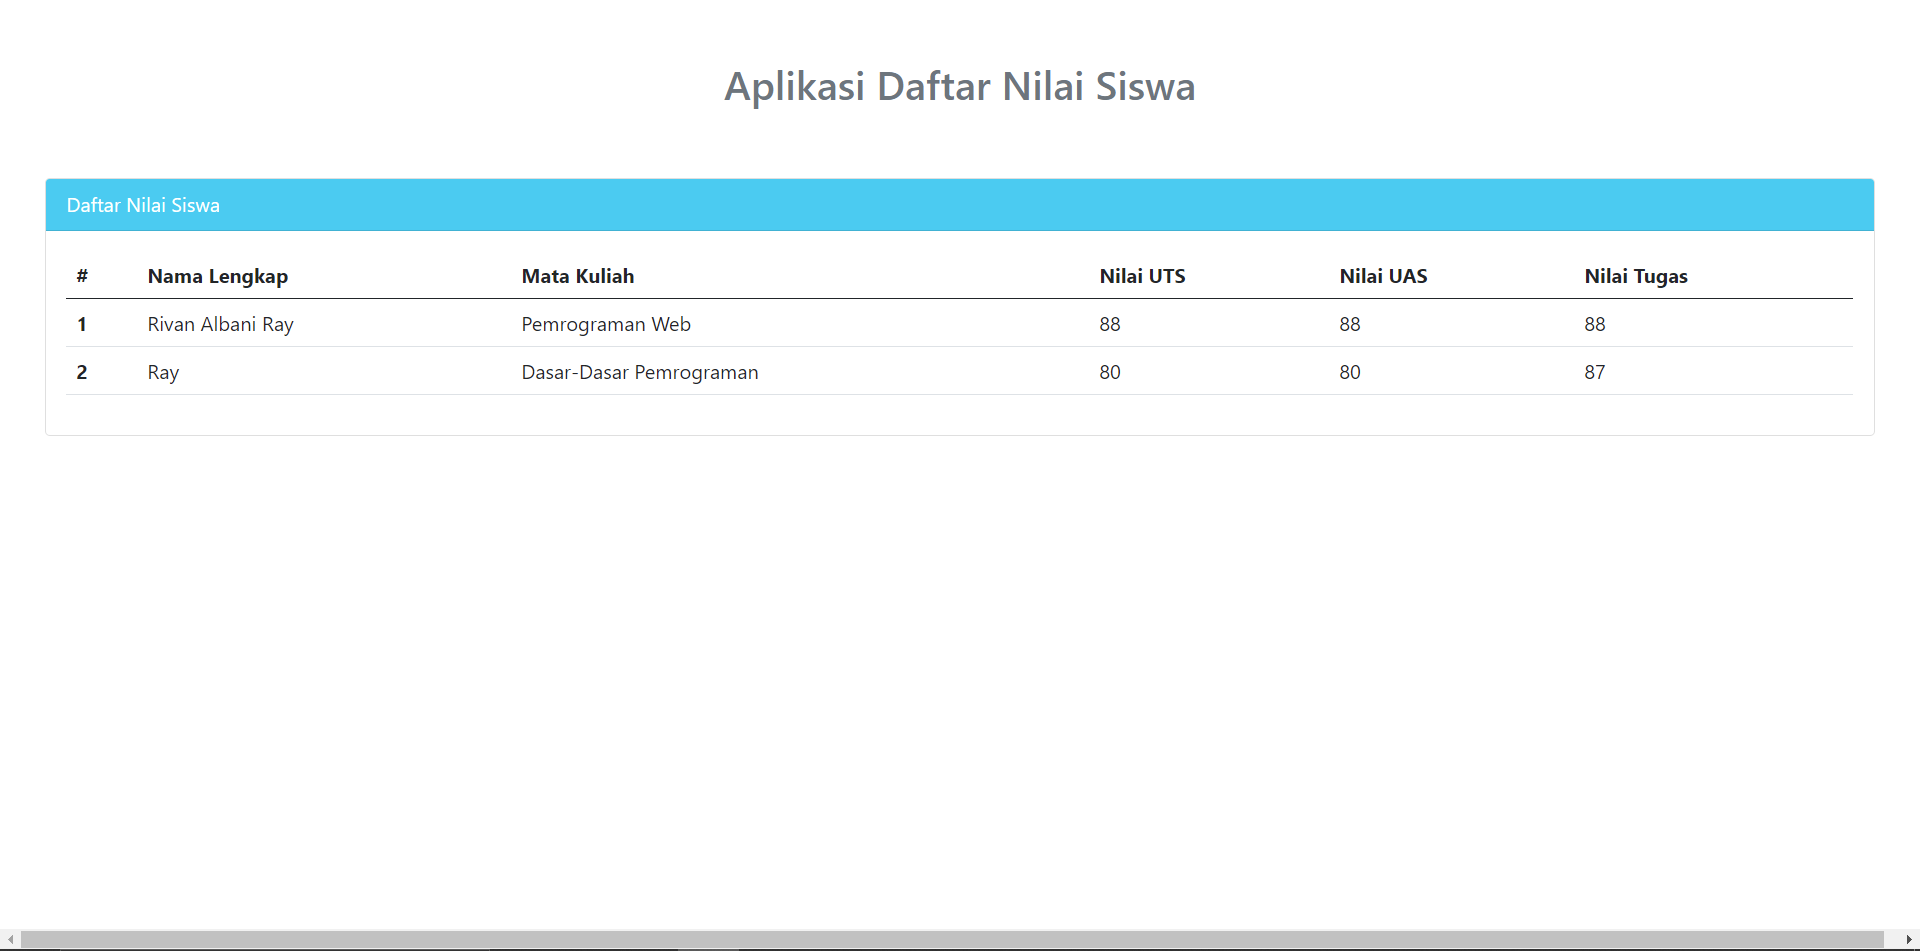 Aplikasi Daftar Nilai Siswa
Daftar Nilai Siswa
# Nama Lengkap Mata Kuliah Nilai UTS Nilai UAS Nilai Tugas
1 Rivan Albani Ray Pemrograman Web 88 88 88
2 Ray Dasar-Dasar Pemrograman 80 80 87